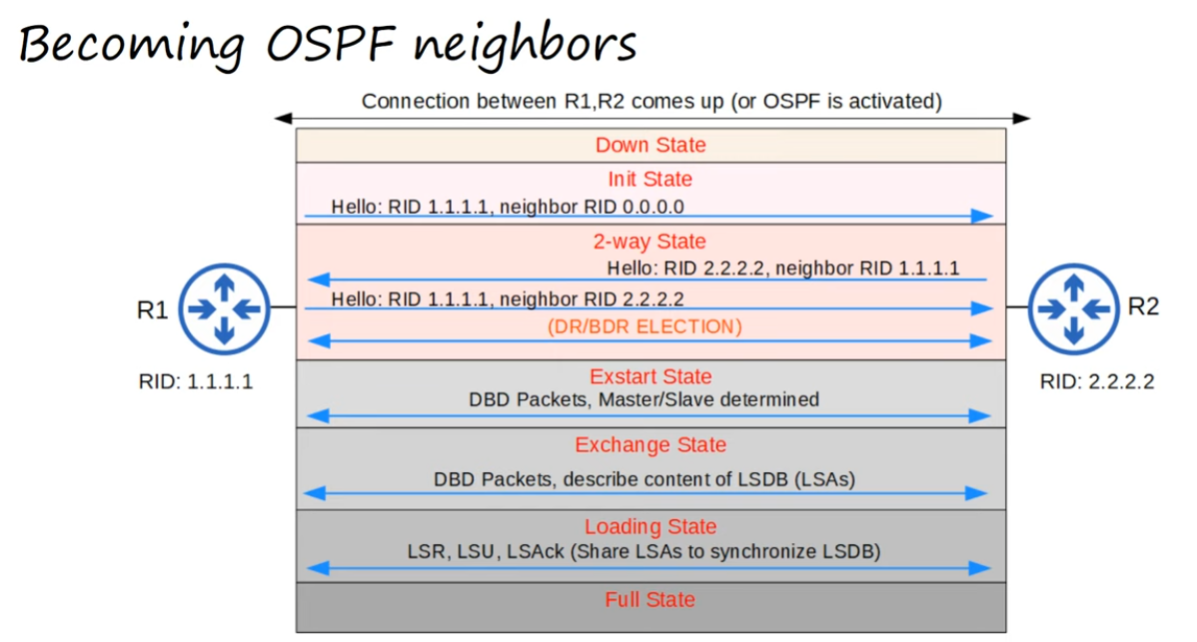 Becoming OSPF neighbors
Connection between R1,R2 comes up (or OSPF is activated)
Down State
Init State
Hello: RID 1.1.1.1, neighbor RID 0.0.0.0
2-way State
Hello: RID 2.2.2.2, neighbor RID 1.1.1.1
Hello: RID 1.1.1.1, neighbor RID 2.2.2.2
(DR/BDR ELECTION)
R1
RID: 1.1.1.1
R2
RID: 2.2.2.2
Exstart State
DBD Packets, Master/Slave determined
Exchange State
DBD Packets, describe content of LSDB (LSAs)
Loading State
LSR, LSU, LSAck (Share LSAs to synchronize LSDB)
Full State